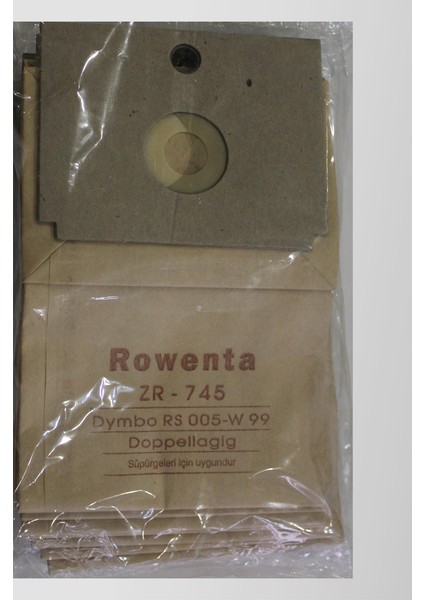 Rowenta
ZR - 745
Dymbo RS 005-W 99
Doppellagig
Süpürgeleri için uygundur